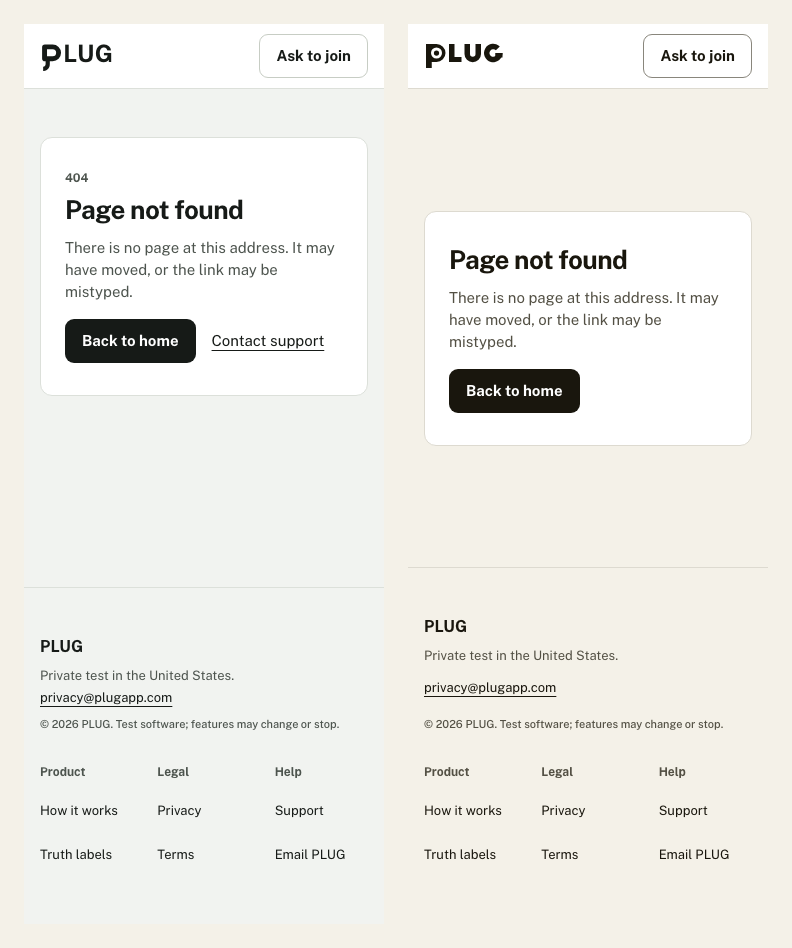 PLUG
Ask to join
404
Page not found
There is no page at this address. It may
have moved, or the link may be
mistyped.
Back to home
Contact support
PLUG
Private test in the United States.
privacy@plugapp.com
© 2026 PLUG. Test software; features may change or stop.
Product
Legal
Help
How it works
Privacy
Support
Truth labels
Terms
Email PLUG
PLUG
Ask to join
Page not found
There is no page at this address. It may
have moved, or the link may be
mistyped.
Back to home
PLUG
Private test in the United States.
privacy@plugapp.com
© 2026 PLUG. Test software; features may change or stop.
Product
Legal
Help
How it works
Privacy
Support
Truth labels
Terms
Email PLUG